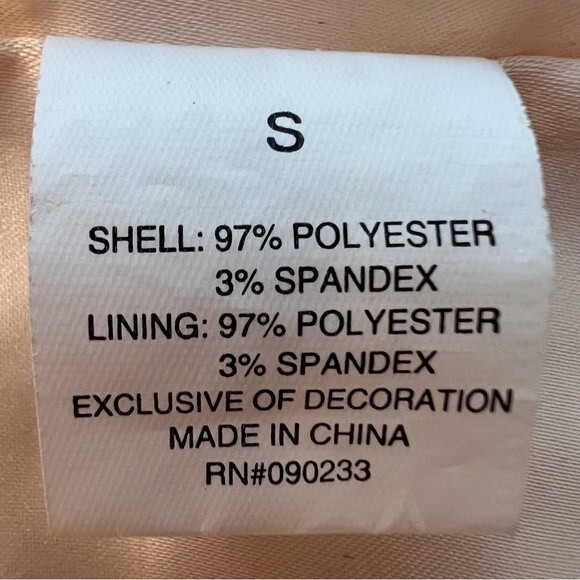 S
SHELL: 97% POLYESTER
3% SPANDEX
LINING: 97% POLYESTER
3% SPANDEX
EXCLUSIVE OF DECORATION
MADE IN CHINA
RN#090233